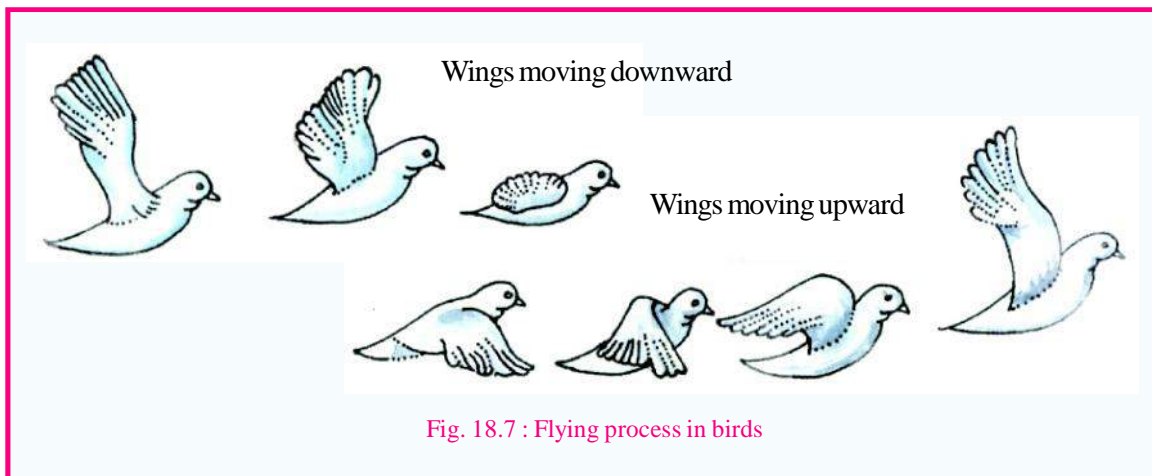 Wings moving downward
Wings moving upward
Fig. 18.7 : Flying process in birds